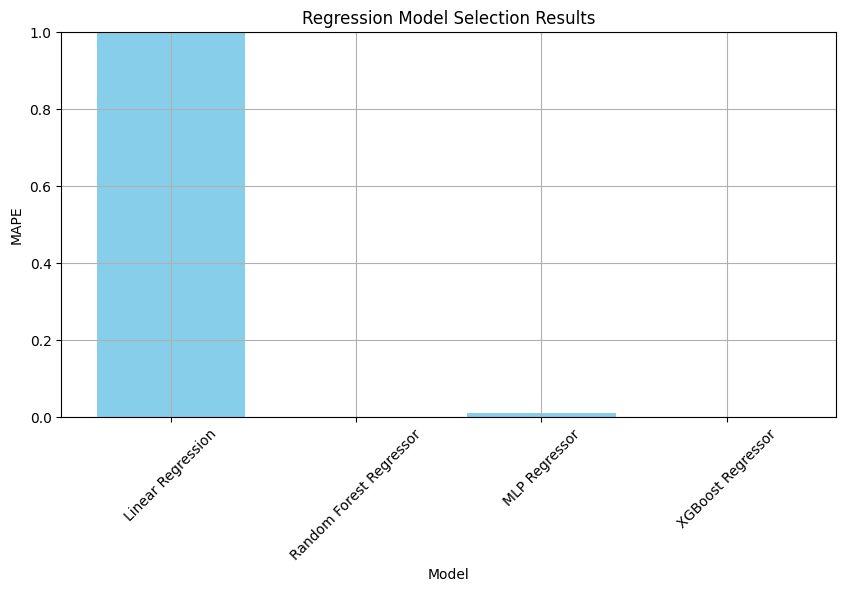 Regression Model Selection Results
MAPE
1.0
0.8
0.6
0.4
0.2
0.0
Linear Regression
Random Forest Regressor
MLP Regressor
XGBoost Regressor
Model